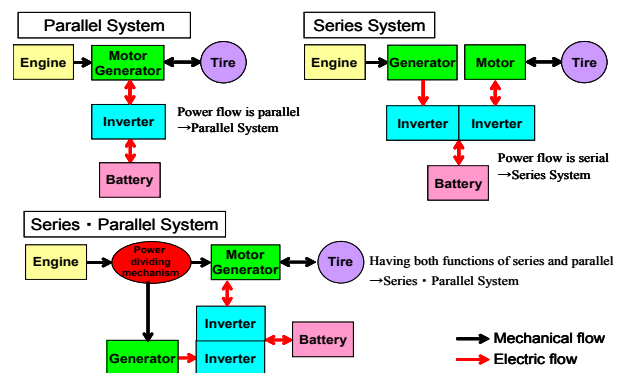 Parallel System
Engine
Motor
Generator
Tire
Inverter
Battery
Power flow is parallel
→Parallel System
Series System
Engine
Generator
Motor
Tire
Inverter
Inverter
Battery
Power flow is serial
→Series System
Series・Parallel System
Engine
Power
dividing
mechanism
Motor
Generator
Tire
Having both functions of series and parallel
→Series・Parallel System
Inverter
Battery
Generator
Inverter
Mechanical flow
Electric flow